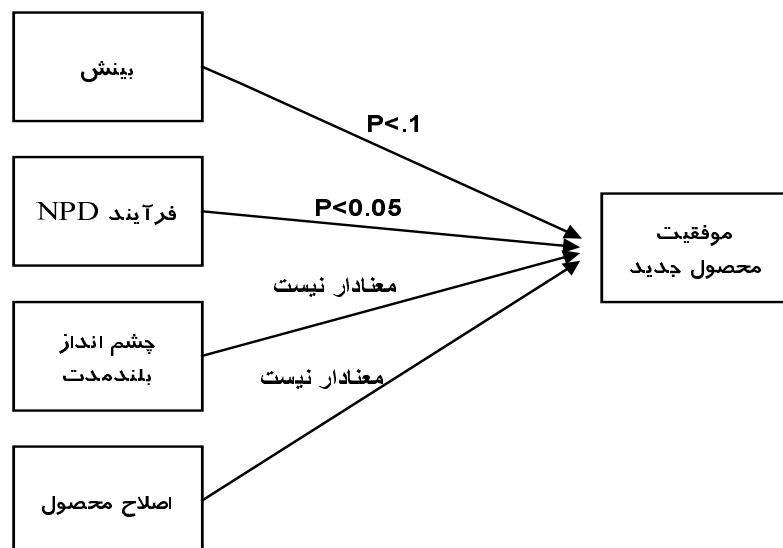 بینش
P<.1
فرآیند NPD
P<0.05
موفقیت
محصول جدید
معنادار نیست
چشم انداز
بلندمدت
معنادار نیست
اصلاح محصول